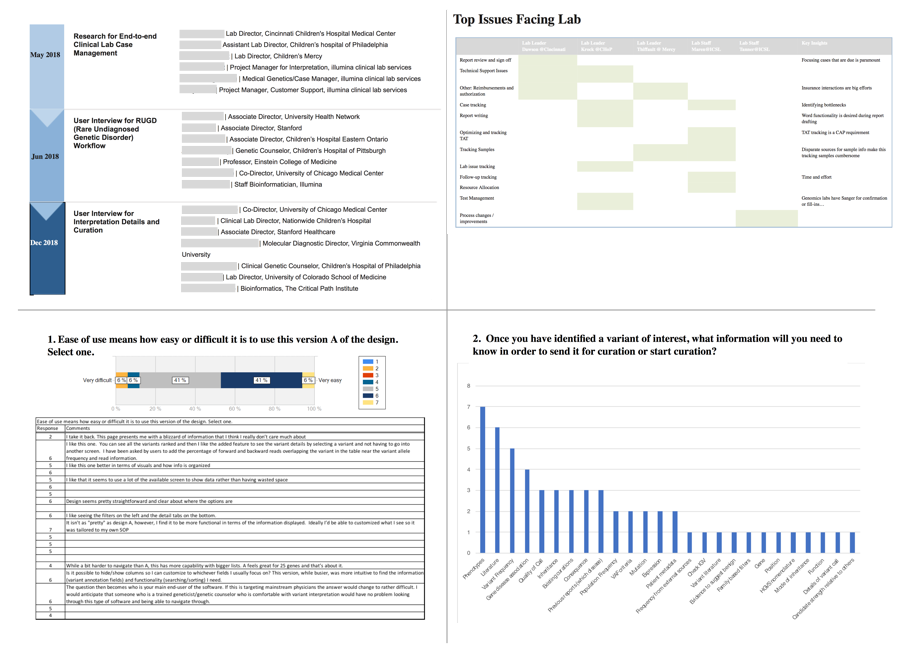 May 2018
Research for End-to-end
Clinical Lab Case
Management
Lab Director, Cincinnati Children's Hospital Medical Center
Assistant Lab Director, Children's hospital of Philadelphia
| Lab Director, Children's Mercy
| Project Manager for Interpretation, illumina clinical lab services
| Medical Genetics/Case Manager, illumina clinical lab services
Project Manager, Customer Support, illumina clinical lab services
Jun 2018
User Interview for RUGD
(Rare Undiagnosed
Genetic Disorder)
Workflow
| Associate Director, University Health Network
| Associate Director, Stanford
| Associate Director, Children's Hospital Eastern Ontario
| Genetic Counselor, Children's Hospital of Pittsburgh
| Professor, Einstein College of Medicine
| Co-Director, University of Chicago Medical Center
| Staff Bioinformatician, Illumina
Dec 2018
User Interview for
Interpretation Details and
Curation
| Co-Director, University of Chicago Medical Center
| Clinical Lab Director, Nationwide Children's Hospital
| Associate Director, Stanford Healthcare
| Molecular Diagnostic Director, Virginia Commonwealth
University
| Clinical Genetic Counselor, Children's Hospital of Philadelphia
| Lab Director, University of Colorado School of Medicine
| Bioinformatics, The Critical Path Institute
Top Issues Facing Lab
Lab Leader Lab Leader Lab Leader Lab Staff Lab Staff Key Insights
Report review and sign off Focusing cases that are due is paramount
Technical Support Issues
Other: Reimbursements and
authorization Insurance interactions are big efforts
Case tracking Identifying bottlenecks
Report writing Word functionality is desired during report
drafting
Optimizing and tracking
TAT TAT tracking is a CAP requirement
Tracking Samples Disparate sources for sample info make this
tracking samples cumbersome
Lab issue tracking
Follow-up tracking Time and effort
Resource Allocation
Test Management Genomics labs have Sanger for confirmation
or fill-ins...
Process changes /
improvements
1. Ease of use means how easy or difficult it is to use this version A of the design.
Select one.
Very difficult 6 % 6 % 41 % 41 % 6 % Very easy
0 % 20 % 40 % 60 % 80 % 100 %
1
2
3
4
5
6
7
Ease of use means how easy or difficult it is to use this version of the design. Select one.
Response Comments
2 I take it back. This page presents me with a blizzard of information that I think I really don't care much about
I like this one. You can see all the variants ranked and then I like the added feature to see the variant details by selecting a variant and not having to go into
another screen. I have been asked by users to add the percentage of forward and backward reads overlapping the variant in the table near the variant allele
6 frequency and read information.
5 I like this one better in terms of visuals and how info is organized
6
5 I like that it seems to use a lot of the available screen to show data rather than having wasted space
6
5
6 Design seems pretty straightforward and clear about where the options are
6 I like seeing the filters on the left and the detail tabs on the bottom.
It isn't as "pretty" as design A, however, I find it to be more functional in terms of the information displayed. Ideally I'd be able to customized what I see so it
7 was tailored to my own SOP
5
5
5
4 While a bit harder to navigate than A, this has more capability with bigger lists. A feels great for 25 genes and that's about it.
Is it possible to hide/show columns so I can customize to whichever fields I usually focus on? This version, while busier, was more intuitive to find the information
6 (variant annotation fields) and functionality (searching/sorting) I need.
The question then becomes who is your main end-user of the software. If this is targeting mainstream physicians the answer would change to rather difficult. I
would anticipate that someone who is a trained geneticist/genetic counselor who is comfortable with variant interpretation would have no problem looking
6 through this type of software and being able to navigate through.
5
4
2. Once you have identified a variant of interest, what information will you need to
know in order to send it for curation or start curation?
8
7
6
5
4
3
2
1
0
Phenotypes
Literature
Variant Frequency
Gene disease association
Quality of Call
Inheritance
Existing curations
Consequence
Previous reports (which disease)
Population Frequency
VAF/contra
Mutation
Expression
Patient metadata
Frequency from internal sources
Check IGV
Variant literature
Evidence to support benign
Family based filters
Gene
Position
HGVS nomenclature
Mode of inheritance
Function
Details of variant call
Candidate strength relative to others